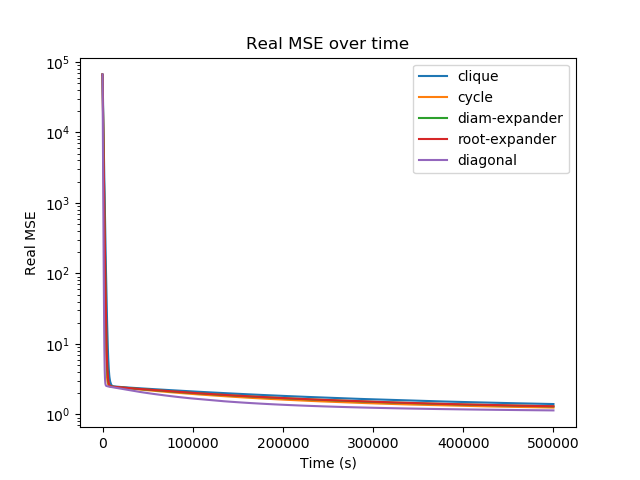 Real MSE over time
Real MSE
10^5
10^4
10^3
10^2
10^1
10^0
clique
cycle
diam-expander
root-expander
diagonal
0 100000 200000 300000 400000 500000
Time (s)